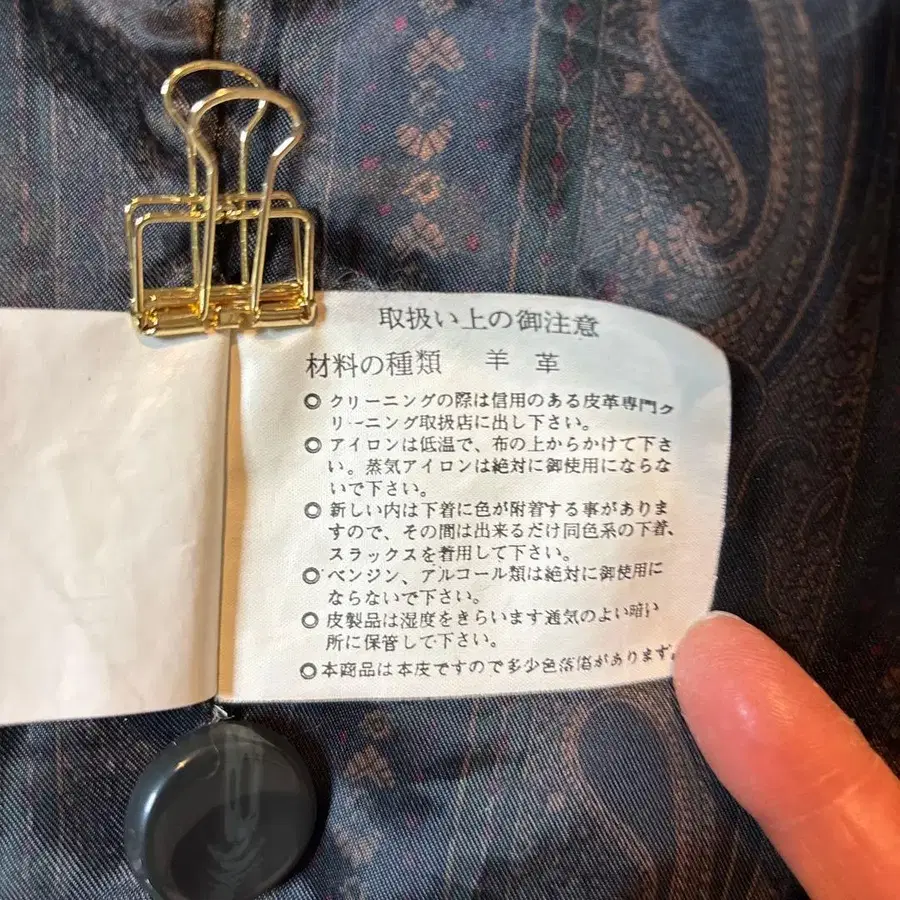 取扱い上の御注意
材料の種類 羊革
◎クリーニングの際は信用のある皮革専門ク
リーニング取扱店に出し下さい。
◎アイロンは低温で、布の上からかけて下さ
い。蒸気アイロンは絶対に御使用にならな
いで下さい。
◎新しい内は下着に色が附着する事がありま
すので、その間は出来るだけ同色系の下着、
スラックスを着用して下さい。
◎ベンジン、アルコール類は絶対に御使用に
ならないで下さい。
◎皮製品は湿度をきらいます通気のよい暗い
所に保管して下さい。
◎本商品は本皮ですので多少色落偣があります。